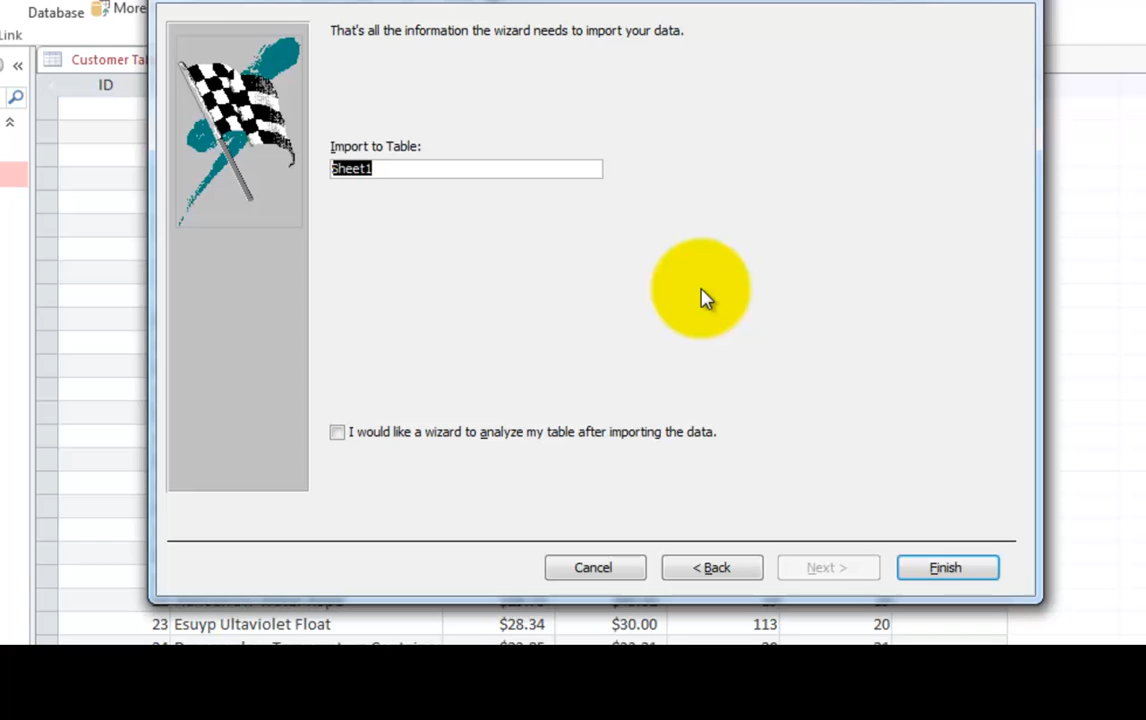 Database
More
Link
«
Customer Ta
ID
That's all the information the wizard needs to import your data.
Import to Table:
Sheet1
I would like a wizard to analyze my table after importing the data.
Cancel
< Back
Next >
Finish
23 Esuyp Ultaviolet Float $28.34 $30.00 113 20